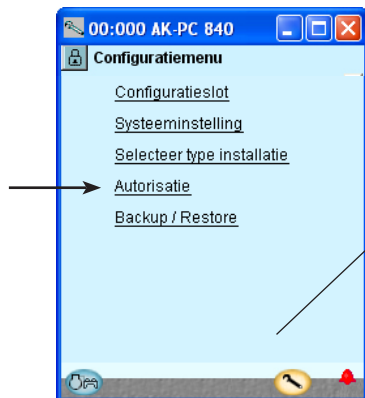 00:000 AK-PC 840
Configuratiemenu
Configuratieslot
Systeeminstelling
Selecteer type installatie
Autorisatie
Backup / Restore